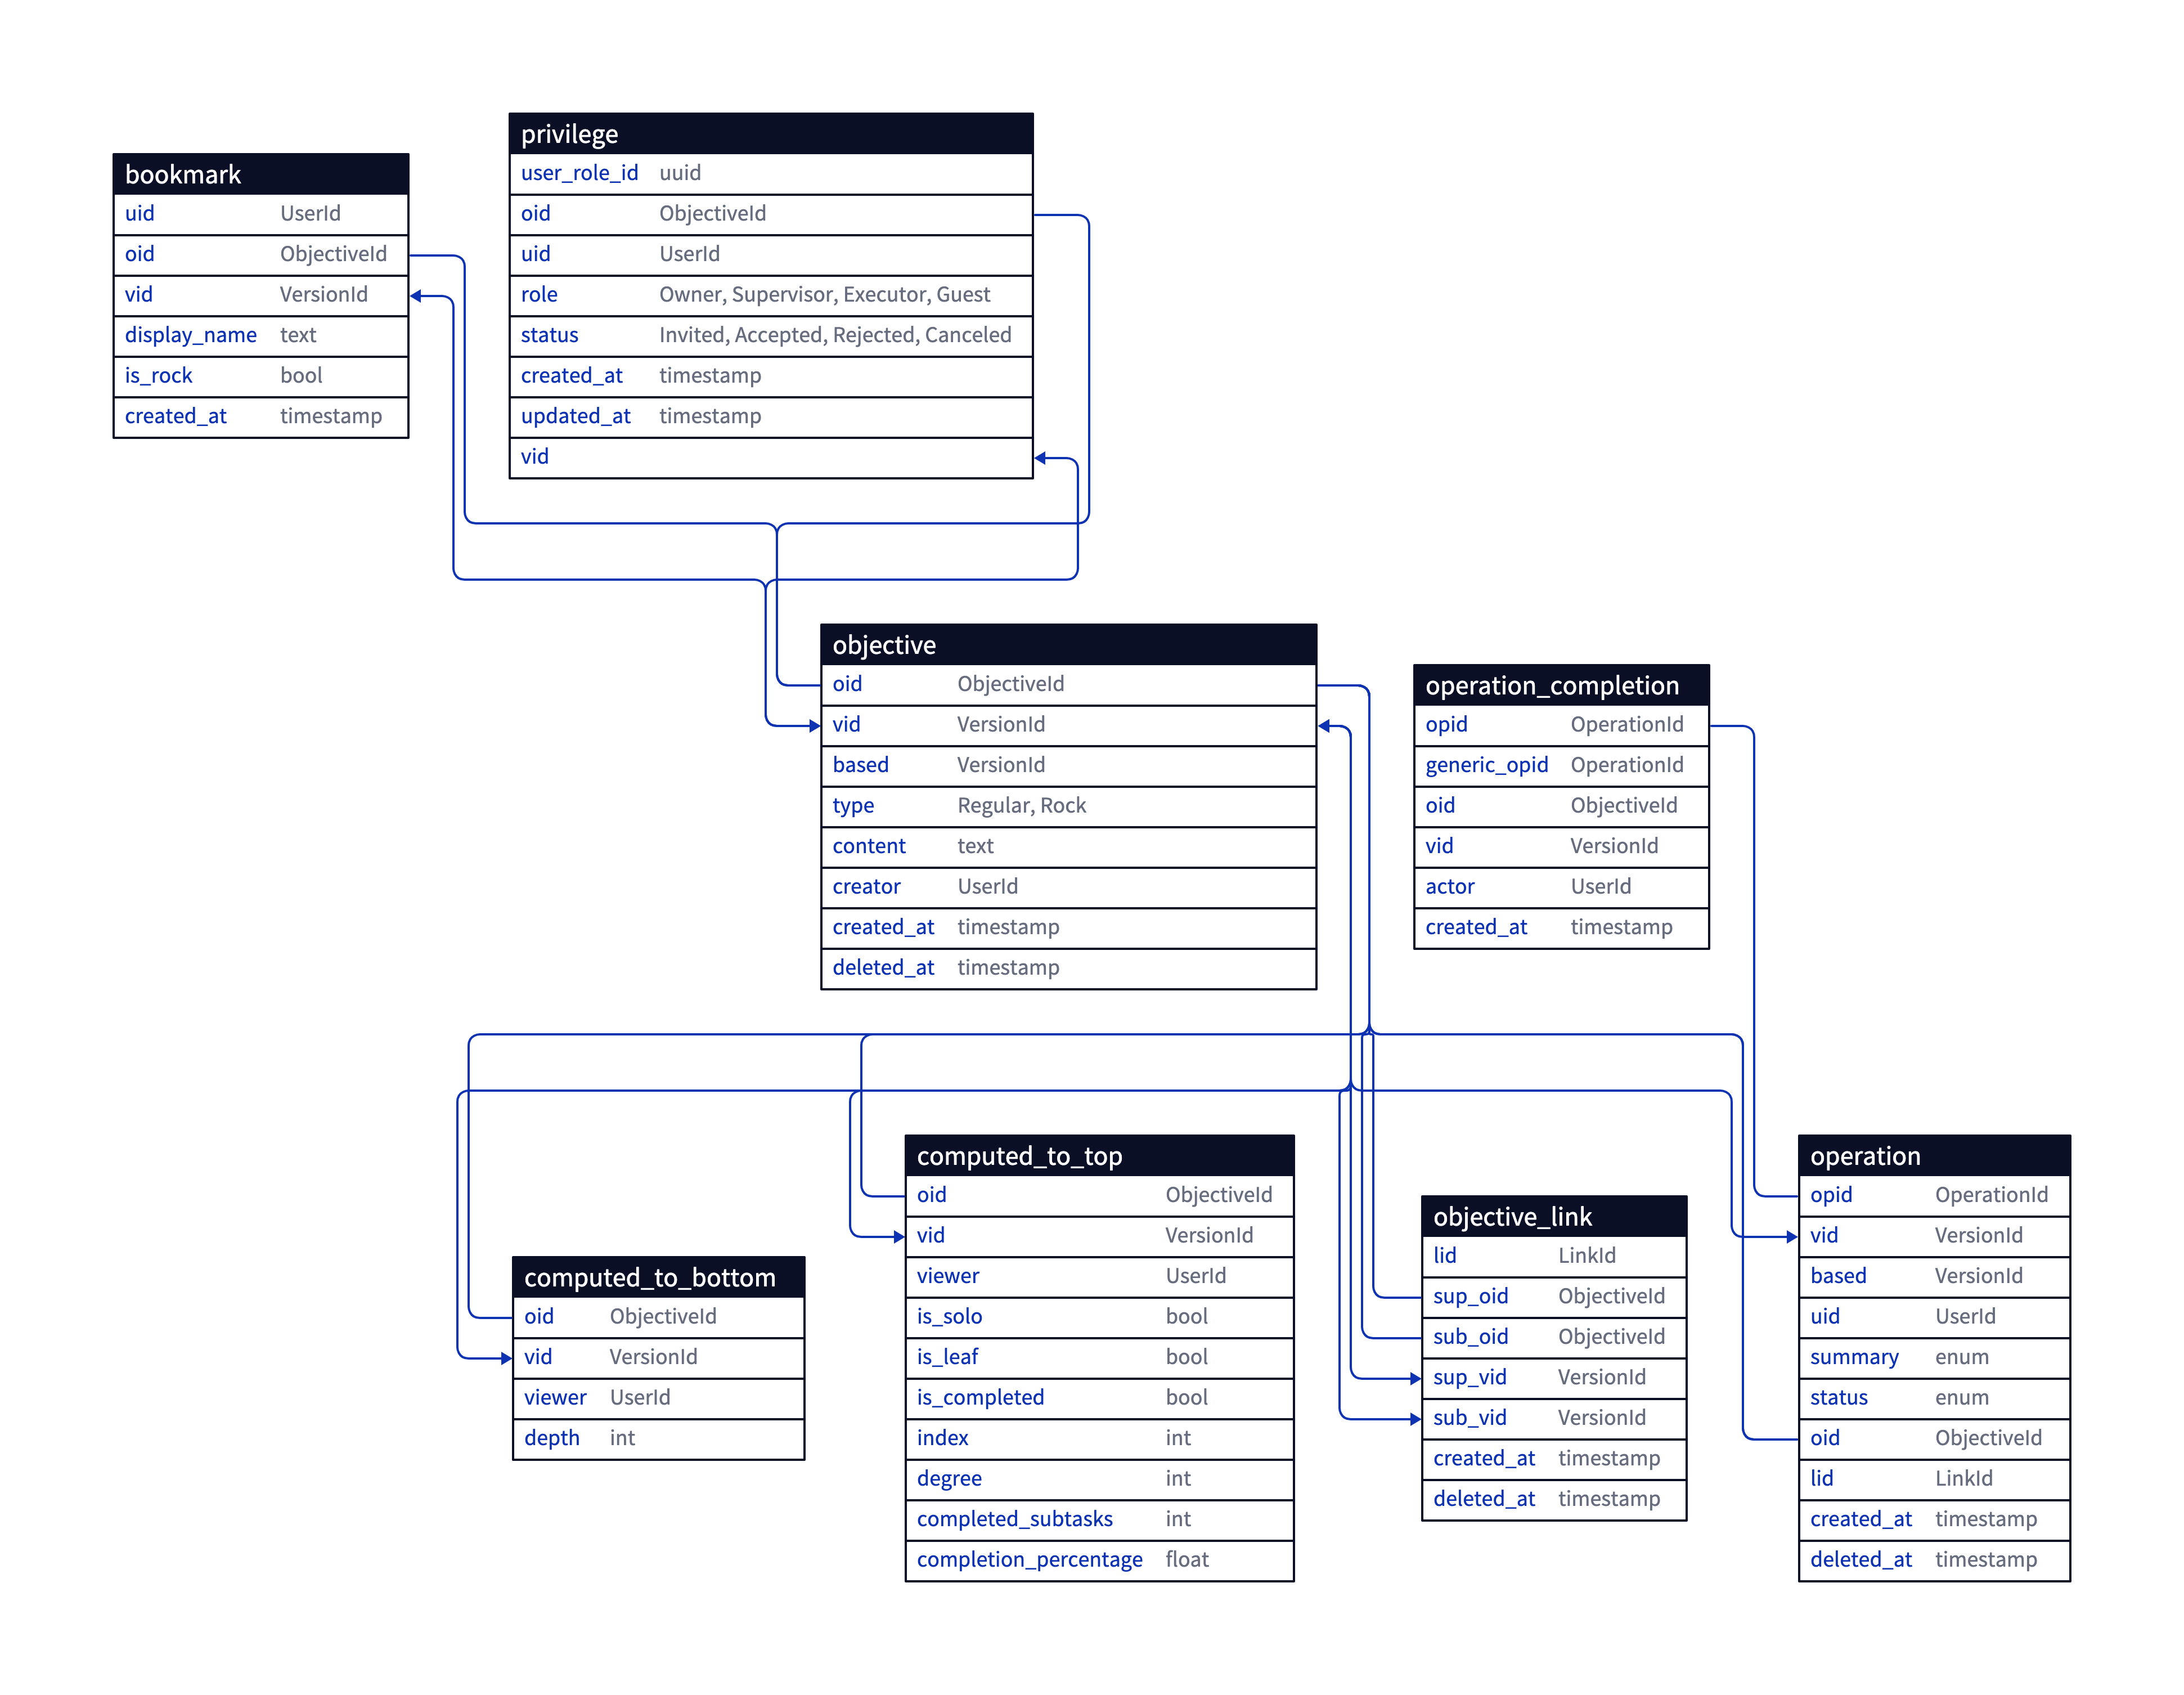 bookmark
uid UserId
oid ObjectiveId
vid VersionId
display_name text
is_rock bool
created_at timestamp
privilege
user_role_id uuid
oid ObjectiveId
uid UserId
role Owner, Supervisor, Executor, Guest
status Invited, Accepted, Rejected, Canceled
created_at timestamp
updated_at timestamp
vid
objective
oid ObjectiveId
vid VersionId
based VersionId
type Regular, Rock
content text
creator UserId
created_at timestamp
deleted_at timestamp
operation_completion
opid OperationId
generic_opid OperationId
oid ObjectiveId
vid VersionId
actor UserId
created_at timestamp
computed_to_bottom
oid ObjectiveId
vid VersionId
viewer UserId
depth int
computed_to_top
oid ObjectiveId
vid VersionId
viewer UserId
is_solo bool
is_leaf bool
is_completed bool
index int
degree int
completed_subtasks int
completion_percentage float
objective_link
lid LinkId
sup_oid ObjectiveId
sub_oid ObjectiveId
sup_vid VersionId
sub_vid VersionId
created_at timestamp
deleted_at timestamp
operation
opid OperationId
vid VersionId
based VersionId
uid UserId
summary enum
status enum
oid ObjectiveId
lid LinkId
created_at timestamp
deleted_at timestamp